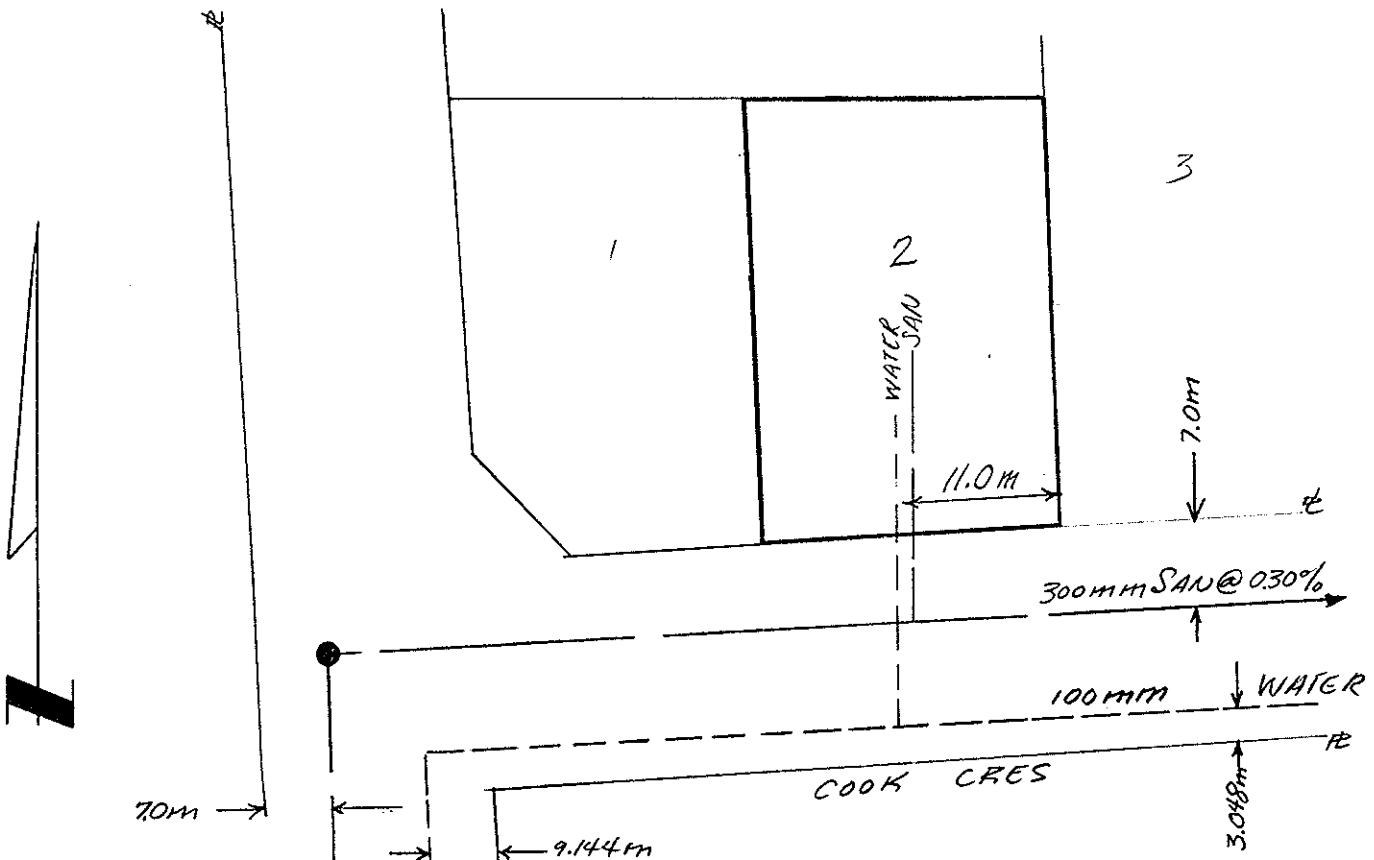 ℄
3
1
2
WATER
SAN
7.0m
11.0m
℄
300mm SAN @ 0.30%
100mm WATER
℄
COOK CRES
3.048m
7.0m
9.144m